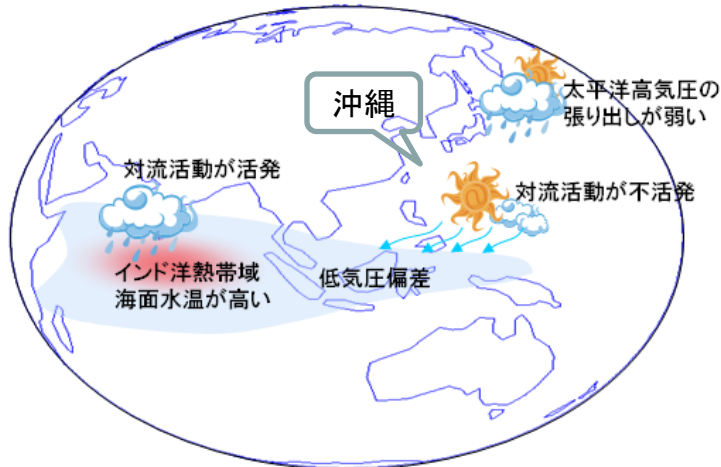 太平洋高気圧の
張り出しが弱い
沖縄
対流活動が活発
対流活動が不活発
インド洋熱帯域
海面水温が高い
低気圧偏差